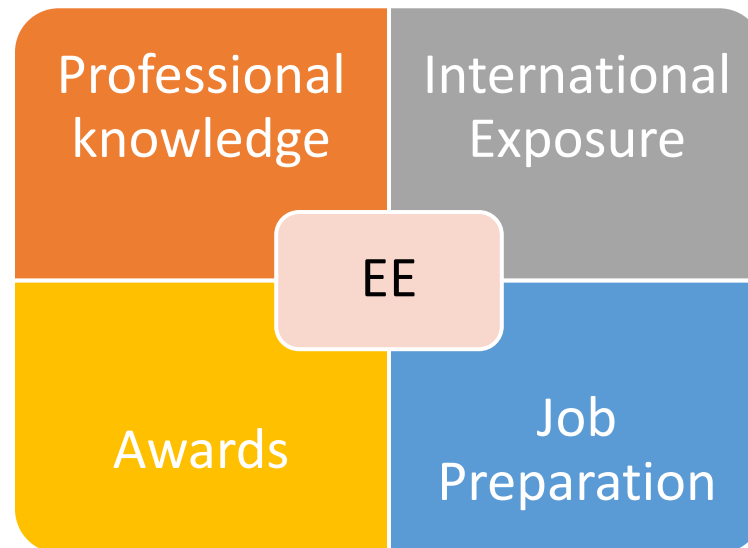 Professional
knowledge
International
Exposure
EE
Awards
Job
Preparation